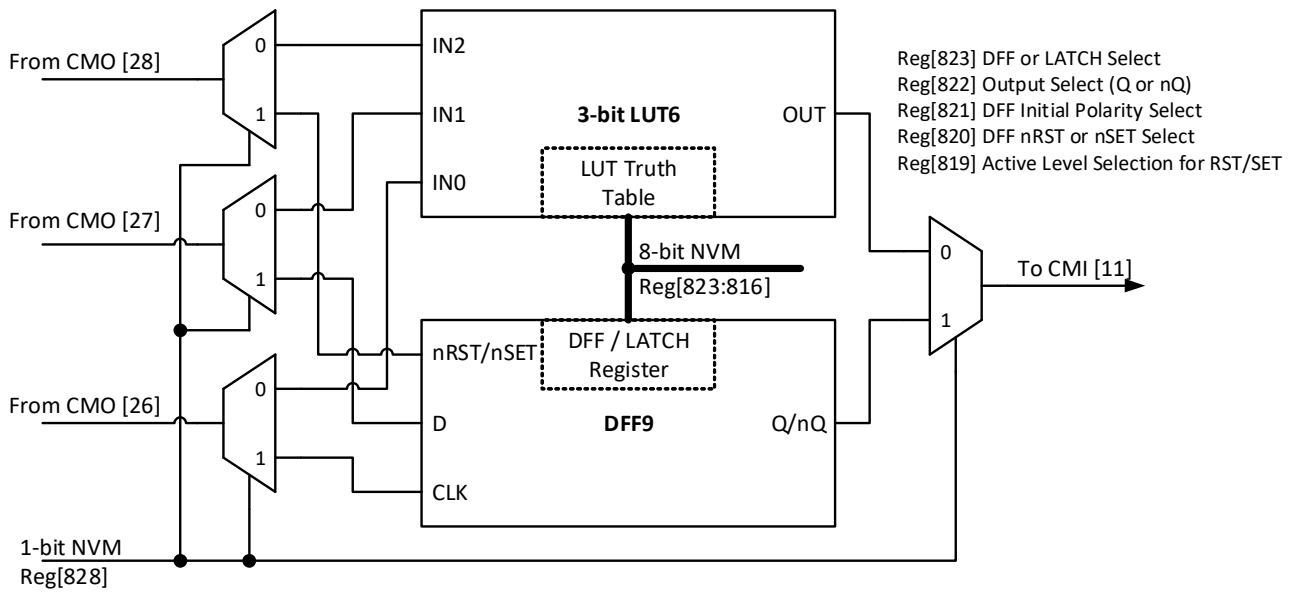 From CMO [28]
0
1
IN2
IN1
IN0
3-bit LUT6
OUT
LUT Truth
Table
Reg[823] DFF or LATCH Select
Reg[822] Output Select (Q or nQ)
Reg[821] DFF Initial Polarity Select
Reg[820] DFF nRST or nSET Select
Reg[819] Active Level Selection for RST/SET
From CMO [27]
0
1
8-bit NVM
Reg[823:816]
0
1
To CMI [11]
From CMO [26]
0
1
nRST/nSET
D
CLK
DFF / LATCH
Register
DFF9
Q/nQ
1-bit NVM
Reg[828]